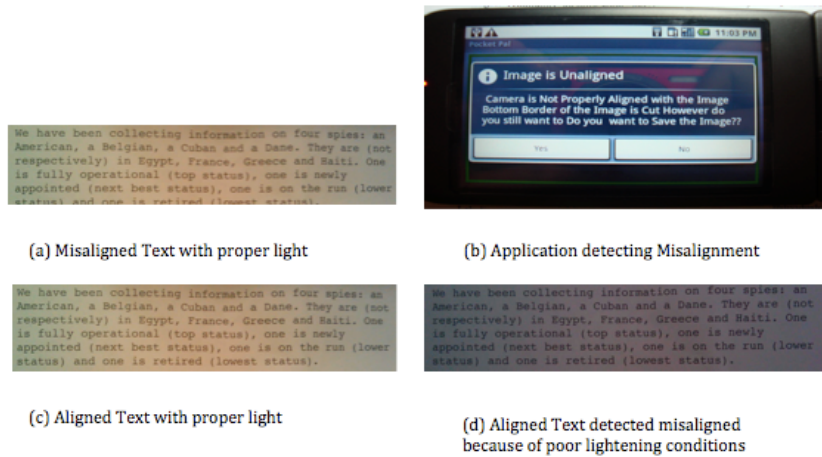 We have been collecting information on four spies: an
American, a Belgian, a Cuban and a Dane. They are (not
respectively) in Egypt, France, Greece and Haiti. One
is fully operational (top status), one is newly
appointed (next best status), one is on the run (lower
status) and one is retired (lowest status).
(a) Misaligned Text with proper light
11:03 PM
Pocket Pal
Image is Unaligned
Camera is Not Properly Aligned with the Image
Bottom Border of the Image is Cut However do
you still want to Do you want to Save the Image??
Yes
No
(b) Application detecting Misalignment
We have been collecting information on four spies: an
American, a Belgian, a Cuban and a Dane. They are (not
respectively) in Egypt, France, Greece and Haiti. One
is fully operational (top status), one is newly
appointed (next best status), one is on the run (lower
status) and one is retired (lowest status).
(c) Aligned Text with proper light
We have been collecting information on four spies: an
American, a Belgian, a Cuban and a Dane. They are (not
respectively) in Egypt, France, Greece and Haiti. One
is fully operational (top status), one is newly
appointed (next best status), one is on the run (lower
status) and one is retired (lowest status).
(d) Aligned Text detected misaligned
because of poor lightening conditions